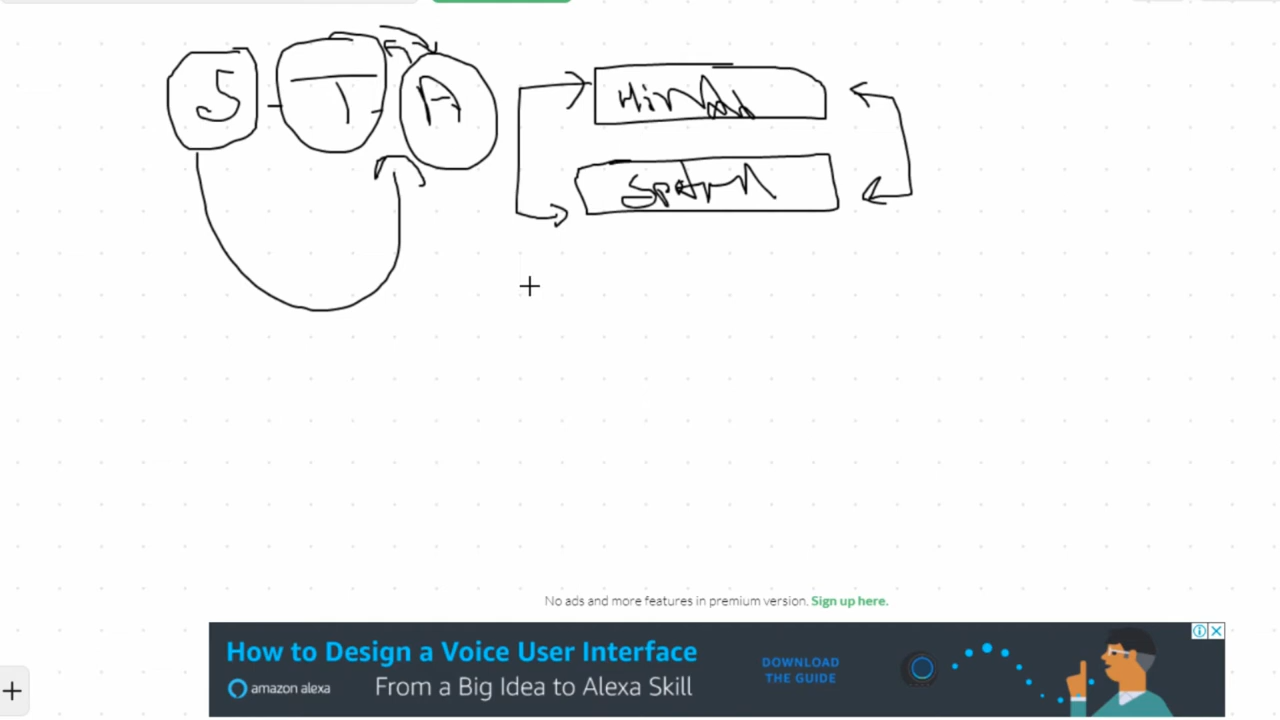 S T A
No ads and more features in premium version. Sign up here.
How to Design a Voice User Interface
amazon alexa From a Big Idea to Alexa Skill
DOWNLOAD
THE GUIDE